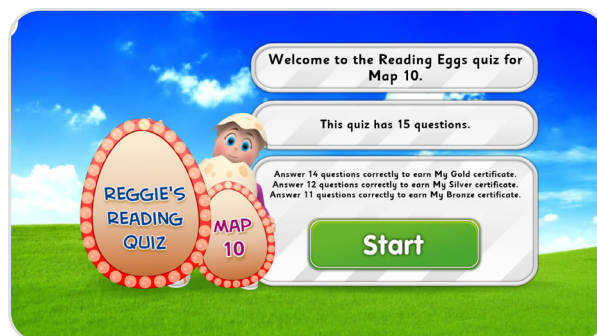 Welcome to the Reading Eggs quiz for
Map 10.
This quiz has 15 questions.
Answer 14 questions correctly to earn My Gold certificate.
Answer 12 questions correctly to earn My Silver certificate.
Answer 11 questions correctly to earn My Bronze certificate.
Start
REGGIE'S
READING
QUIZ
MAP
10